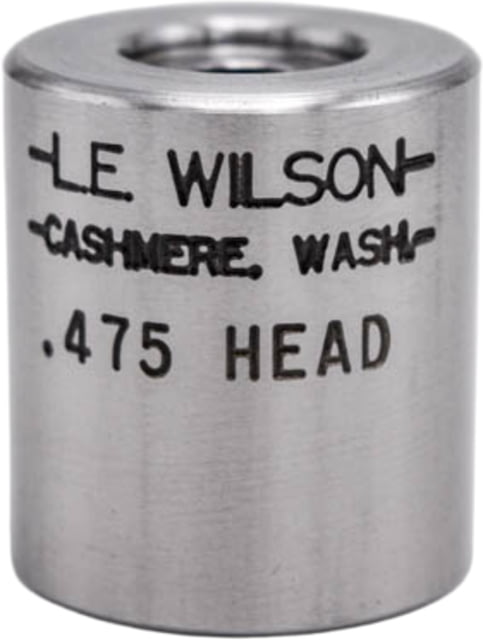 L.E. WILSON
CASHMERE, WASH.
.475 HEAD